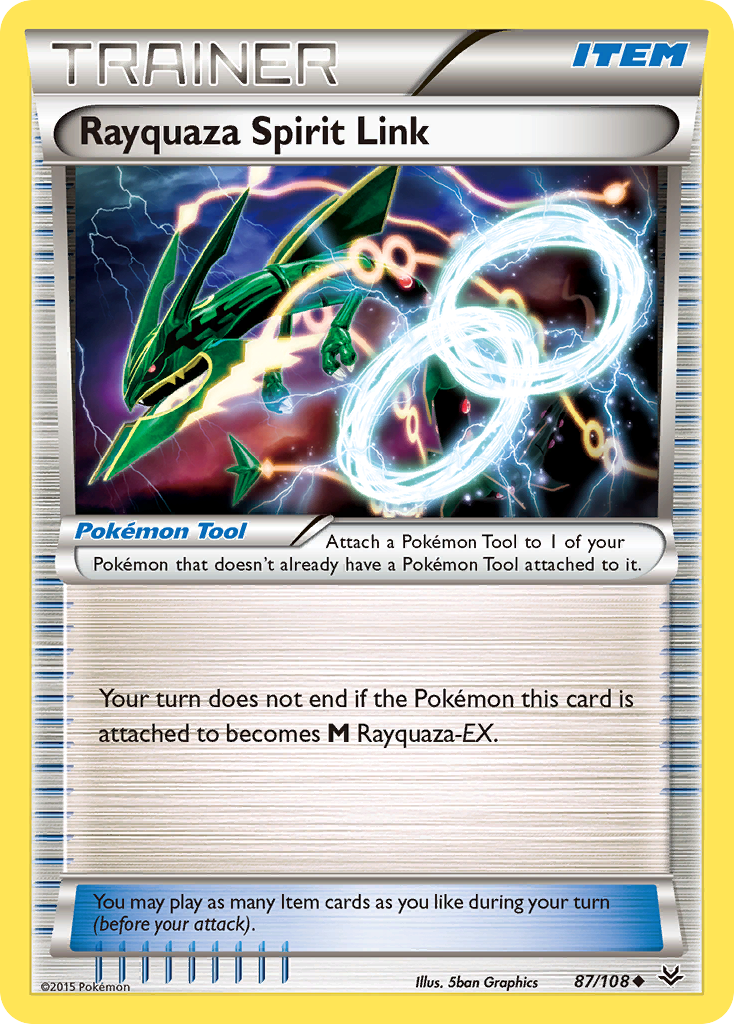 TRAINER
ITEM
Rayquaza Spirit Link
Pokémon Tool
Attach a Pokémon Tool to 1 of your
Pokémon that doesn't already have a Pokémon Tool attached to it.
Your turn does not end if the Pokémon this card is
attached to becomes M Rayquaza-EX.
You may play as many Item cards as you like during your turn
(before your attack).
©2015 Pokémon
Illus. 5ban Graphics
87/108